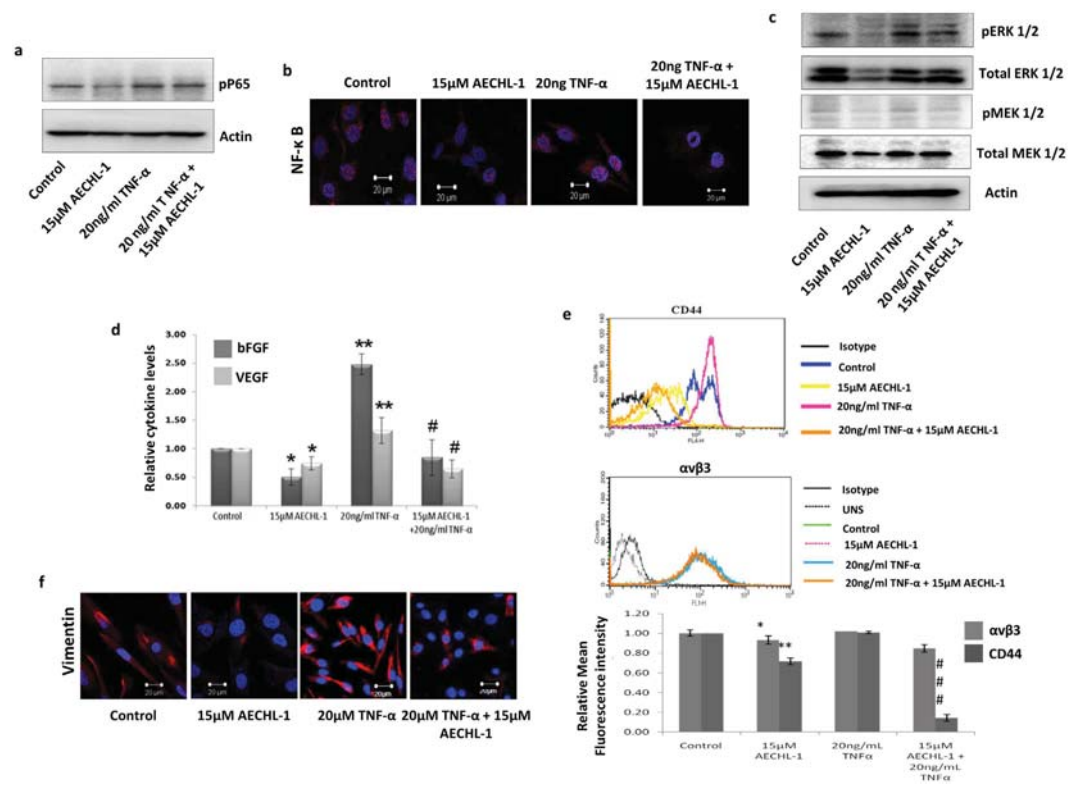 a
pP65
Actin
Control
15μM AECHL-1
20ng/ml TNF-α
20 ng/ml T NF-α +
15μM AECHL-1
b
Control
15μM AECHL-1
20ng TNF-α
20ng TNF-α +
15μM AECHL-1
NF-κ B
20 µm
20 µm
20 µm
20 µm
c
pERK 1/2
Total ERK 1/2
pMEK 1/2
Total MEK 1/2
Actin
Control
15μM AECHL-1
20ng/ml TNF-α
20 ng/ml T NF-α +
15μM AECHL-1
d
Relative cytokine levels
3.00
2.50
2.00
1.50
1.00
0.50
0.00
bFGF
VEGF
*
*
**
**
#
#
Control
15μM AECHL-1
20ng/mlTNF-α
15μM AECHL-1
+20ng/mlTNF-α
e
CD44
Counts
FL4-H
Isotype
Control
15μM AECHL-1
20ng/ml TNF-α
20ng/ml TNF-α + 15μM AECHL-1
αvβ3
Counts
FL1-H
Isotype
UNS
Control
15μM AECHL-1
20ng/ml TNF-α
20ng/ml TNF-α + 15μM AECHL-1
Relative Mean
Fluorescence intensity
1.20
1.00
0.80
0.60
0.40
0.20
0.00
*
**
#
#
#
αvβ3
CD44
Control
15μM
AECHL-1
20ng/mL
TNFα
15μM
AECHL-1 +
20ng/mL
TNFα
f
Vimentin
20 µm
20 µm
20µm
20µm
Control
15μM AECHL-1
20μM TNF-α
20μM TNF-α + 15μM
AECHL-1